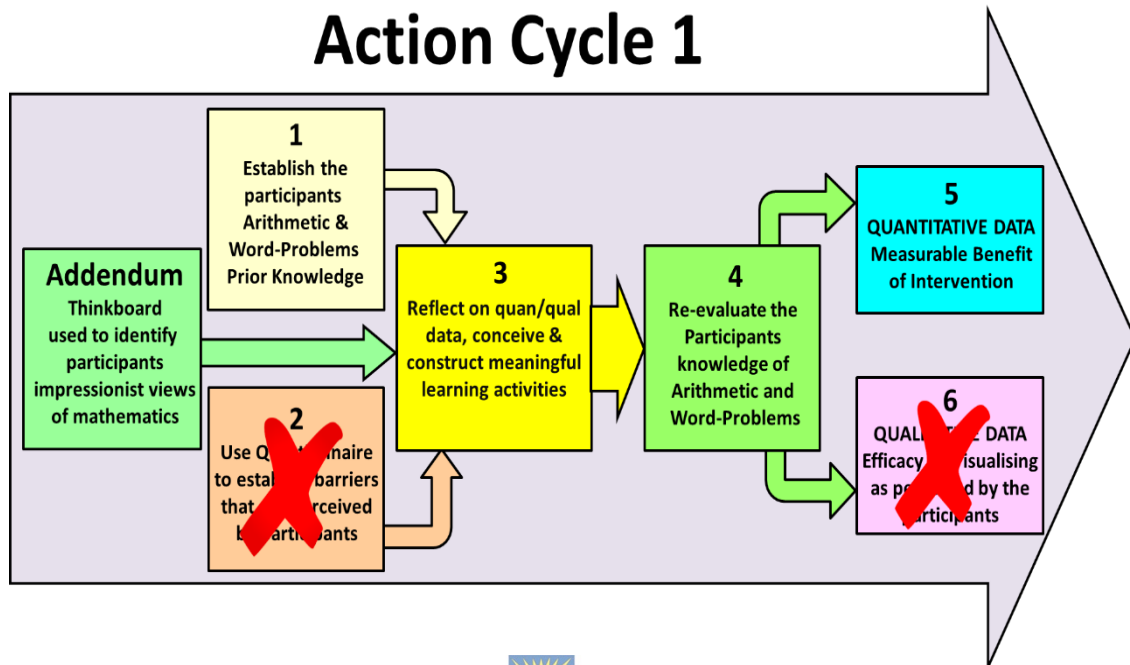 Action Cycle 1
1
Establish the
participants
Arithmetic &
Word-Problems
Prior Knowledge
Addendum
Thinkboard
used to identify
participants
impressionist views
of mathematics
2
Use
to barriers
that
3
Reflect on quan/qual
data, conceive &
construct meaningful
learning activities
4
Re-evaluate the
Participants
knowledge of
Arithmetic and
Word-Problems
5
QUANTITATIVE DATA
Measurable Benefit
of Intervention
6
DATA
Efficacy visualising
as by the
participants